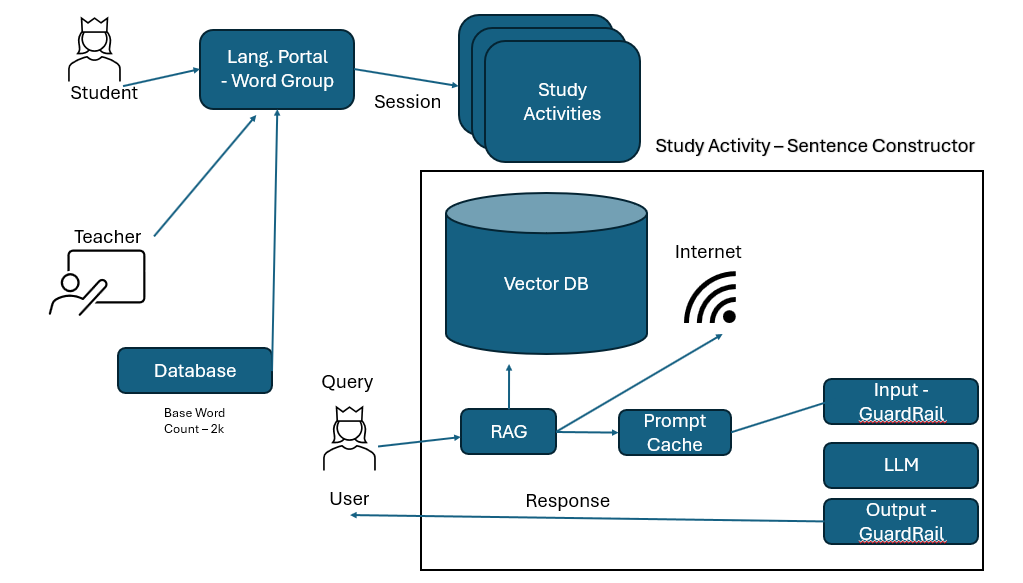 Student
Lang. Portal
- Word Group
Session
Study
Activities
Study Activity – Sentence Constructor
Teacher
Database
Base Word
Count – 2k
Vector DB
Internet
Query
User
RAG
Prompt
Cache
Input -
GuardRail
LLM
Output -
GuardRail
Response